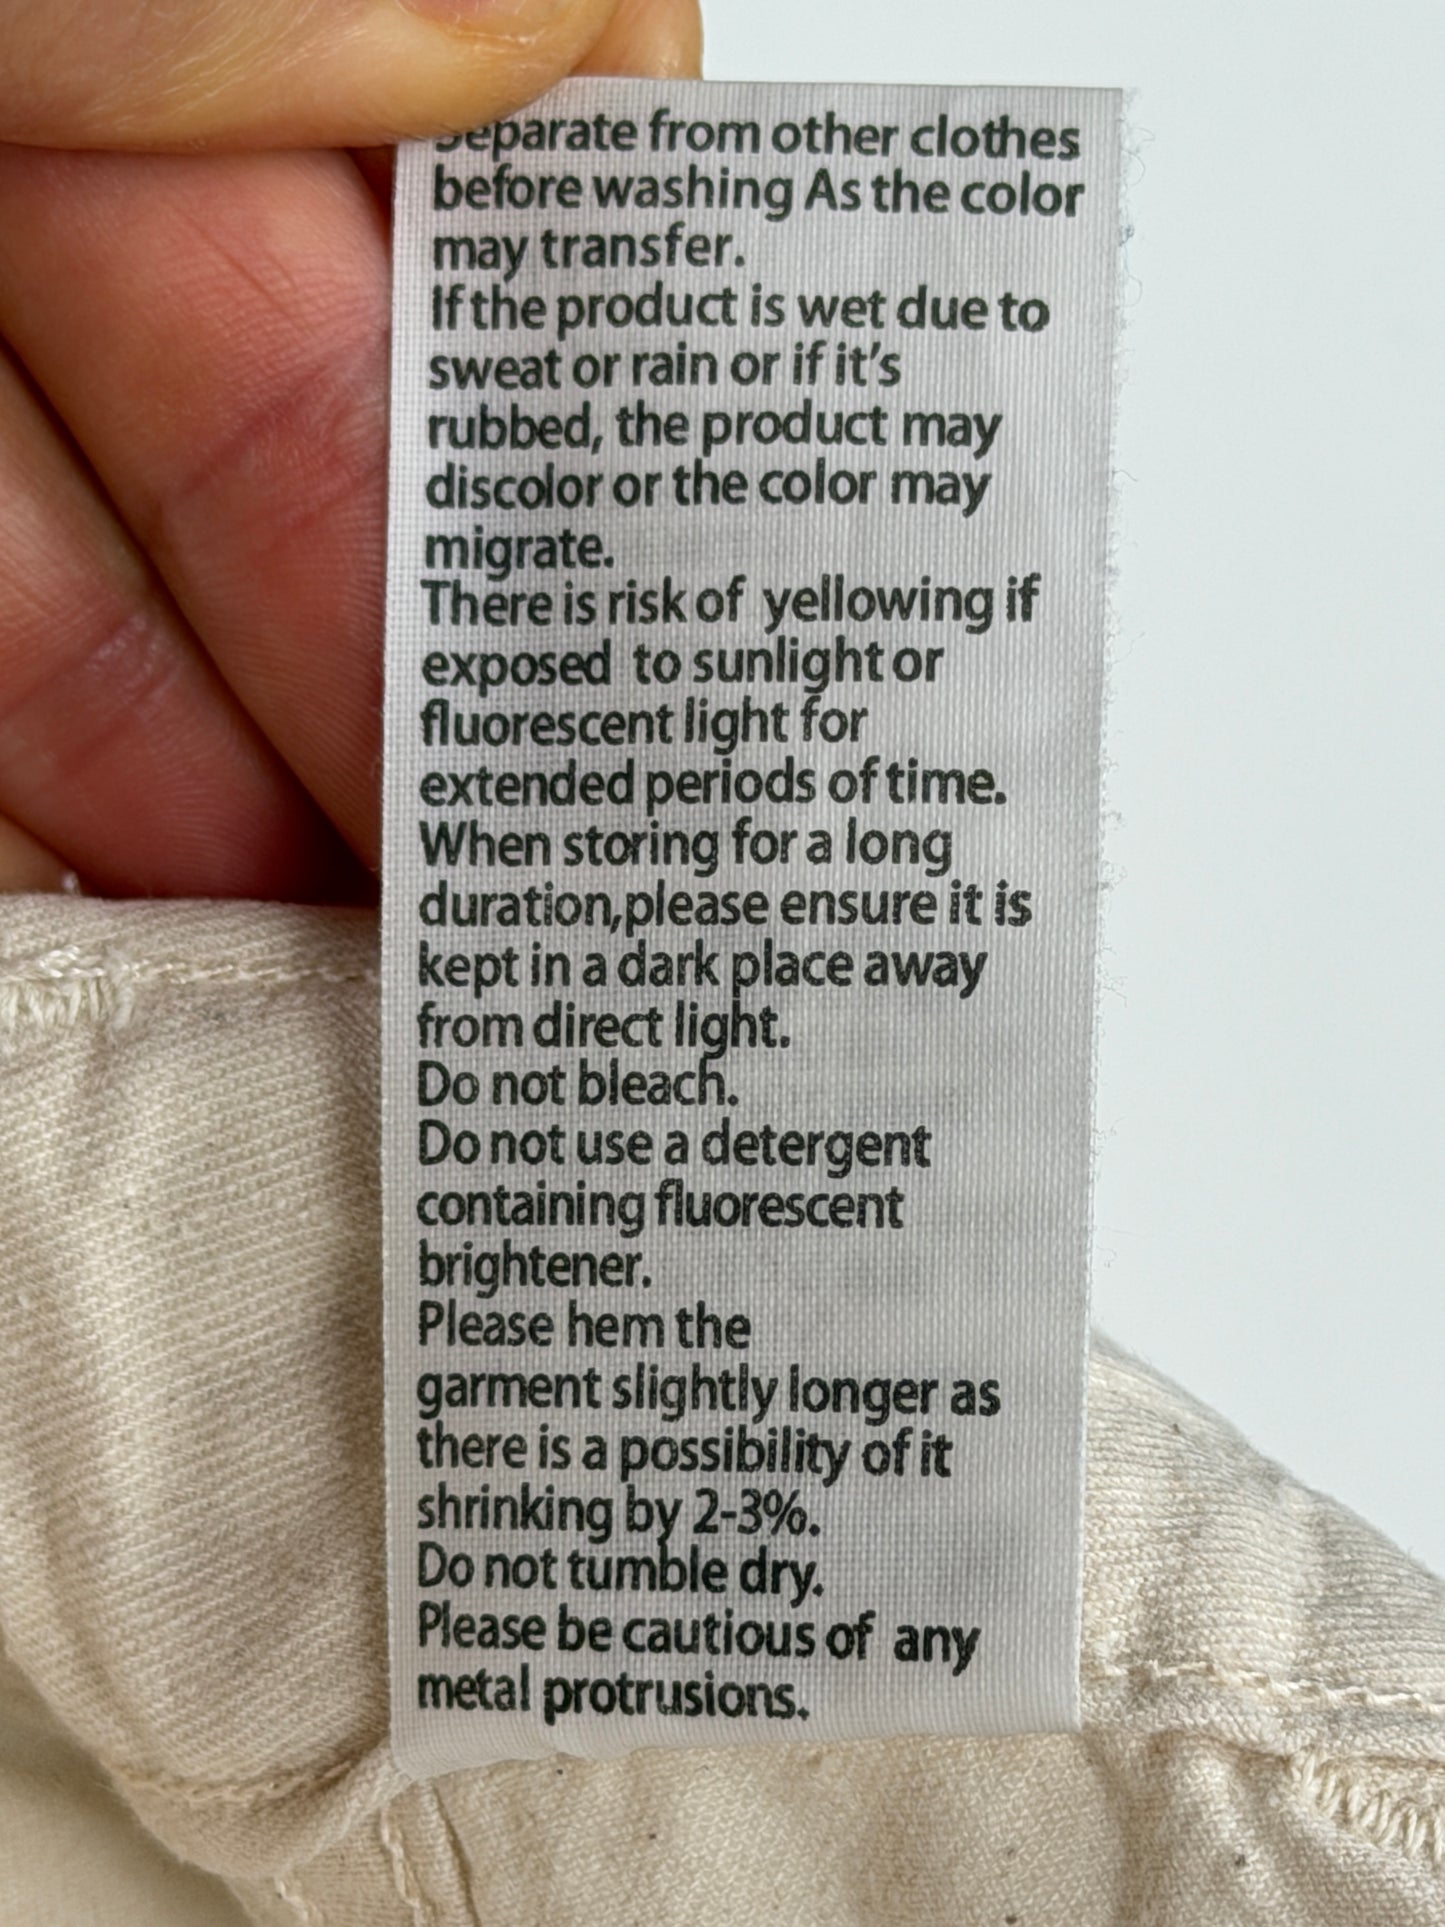 Separate from other clothes
before washing As the color
may transfer.
If the product is wet due to
sweat or rain or if it's
rubbed, the product may
discolor or the color may
migrate.
There is risk of yellowing if
exposed to sunlight or
fluorescent light for
extended periods of time.
When storing for a long
duration,please ensure it is
kept in a dark place away
from direct light.
Do not bleach.
Do not use a detergent
containing fluorescent
brightener.
Please hem the
garment slightly longer as
there is a possibility of it
shrinking by 2-3%.
Do not tumble dry.
Please be cautious of any
metal protrusions.